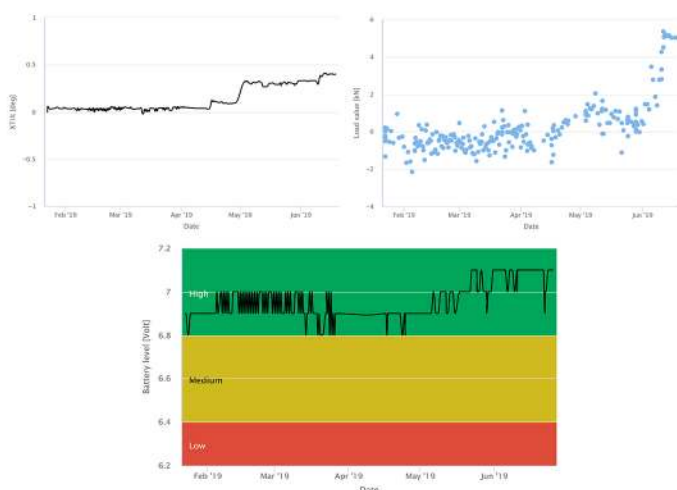 1
0.5
0
−0.5
−1
XTilt [deg]
Feb '19
Mar '19
Apr '19
May '19
Jun '19
Date
6
4
2
0
−2
−4
Load value [kN]
Feb '19
Mar '19
Apr '19
May '19
Jun '19
Date
7.2
7
6.8
6.6
6.4
6.2
Battery level [Volt]
High
Medium
Low
Feb '19
Mar '19
Apr '19
May '19
Jun '19